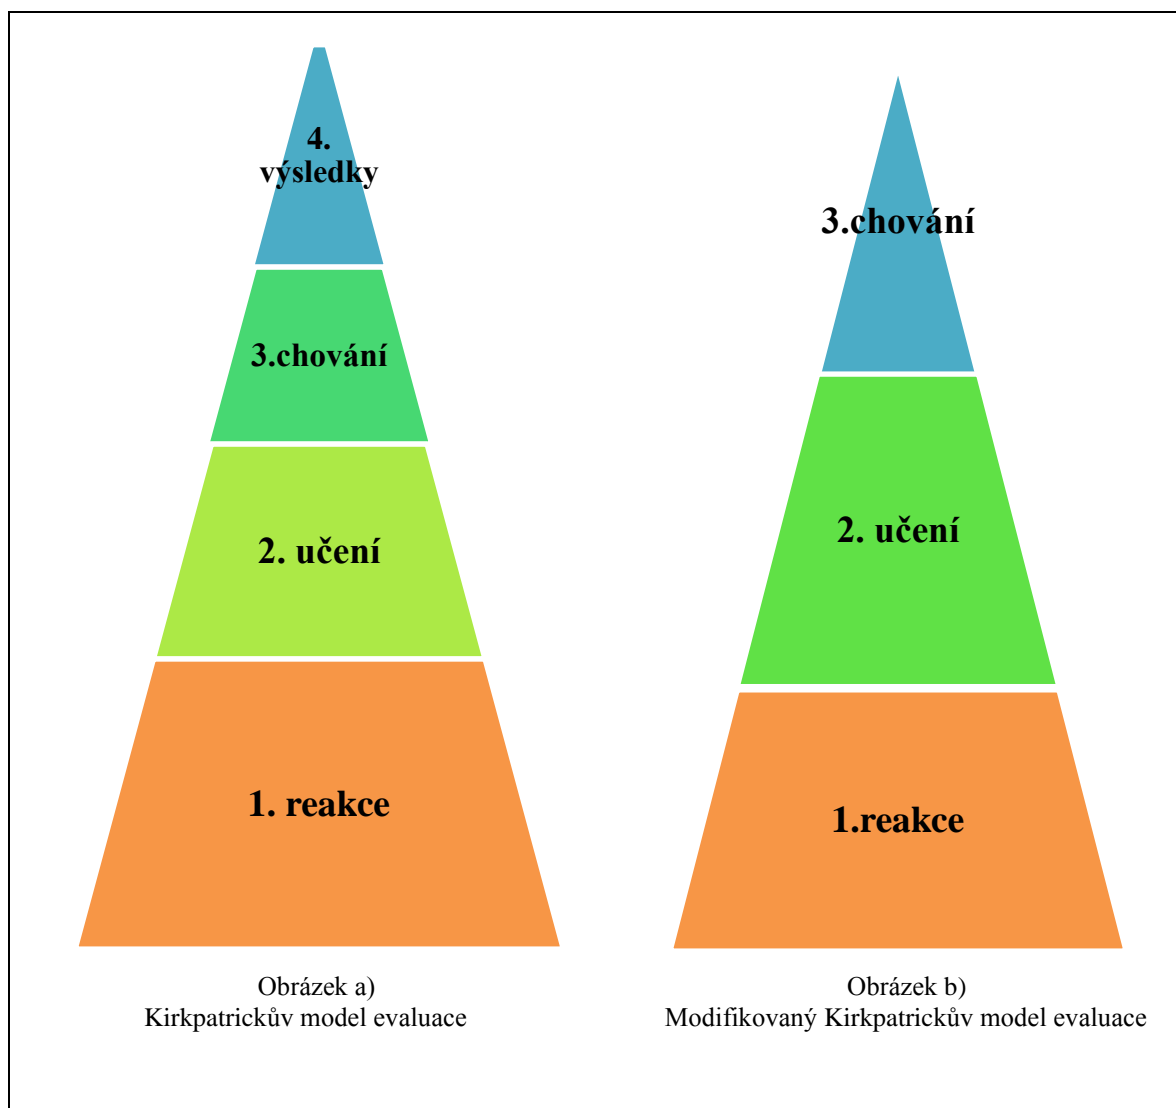 4.
výsledky
3.chování
2. učení
1. reakce
Obrázek a)
Kirkpatrickův model evaluace
3.chování
2. učení
1.reakce
Obrázek b)
Modifikovaný Kirkpatrickův model evaluace